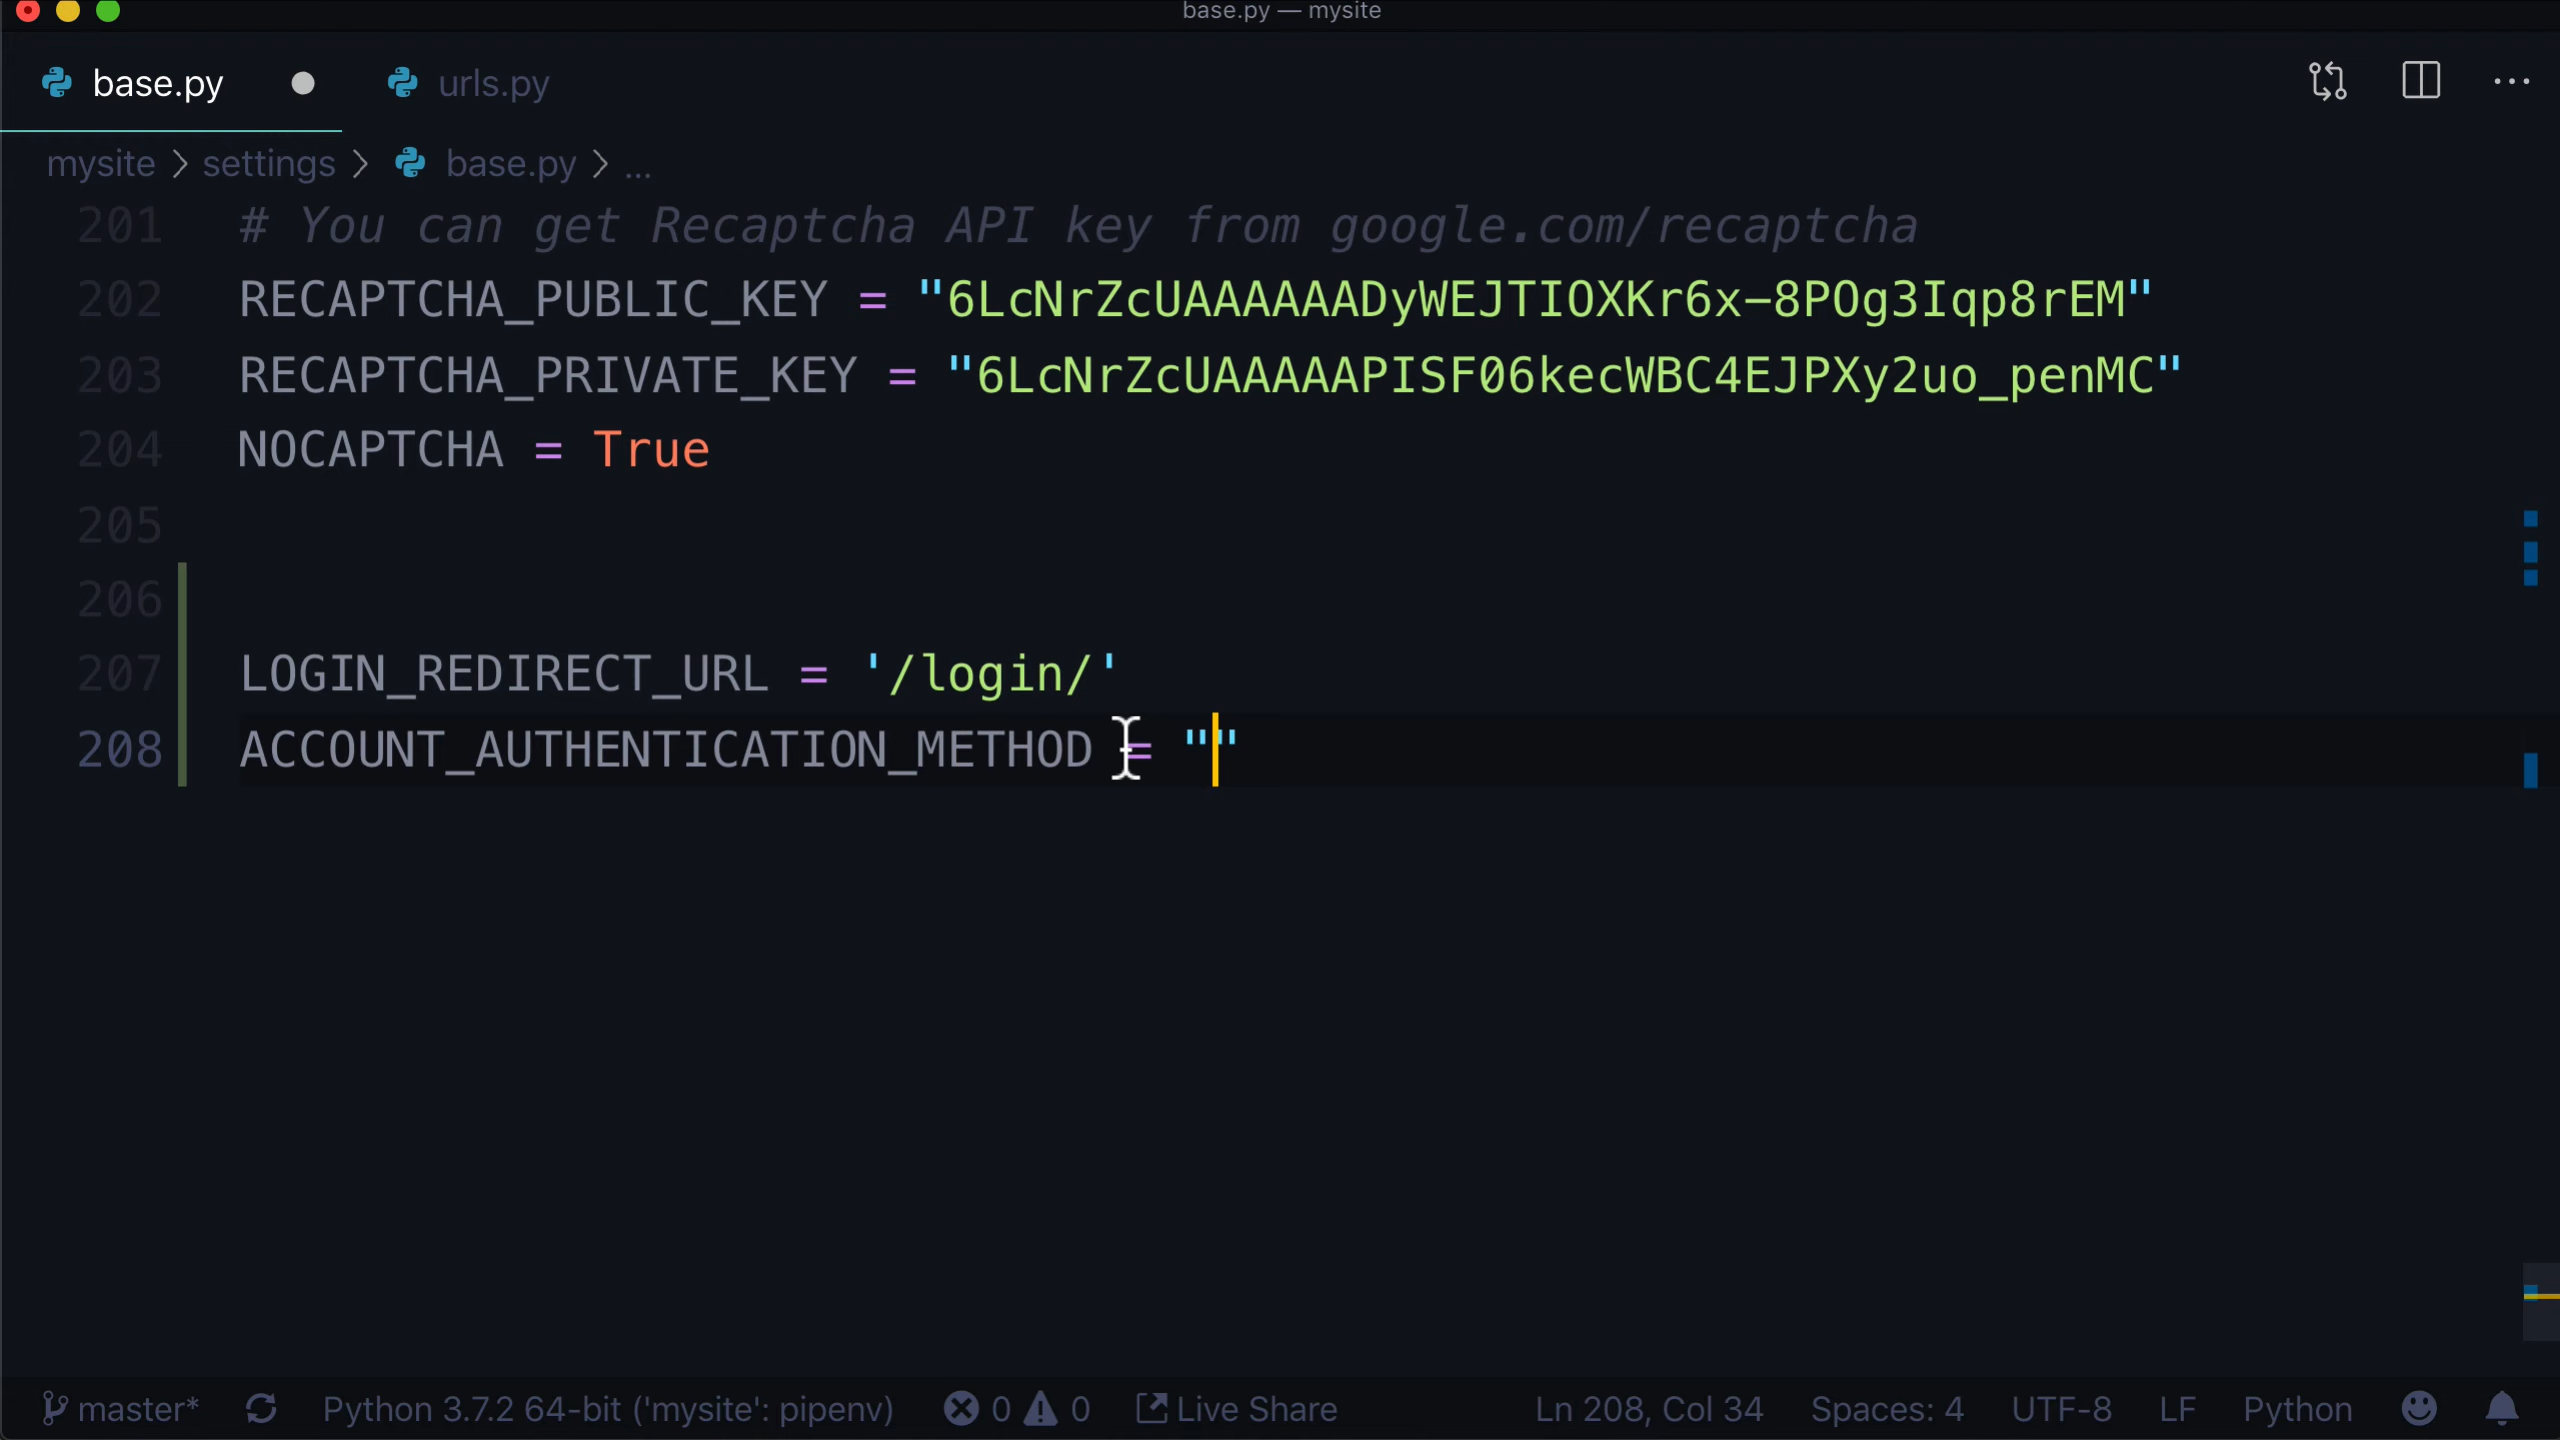 base.py — mysite
base.py urls.py
mysite > settings > base.py > ...
201 # You can get Recaptcha API key from google.com/recaptcha
202 RECAPTCHA_PUBLIC_KEY = "6LcNrZcUAAAAAADyWEJTIOXKr6x-8POg3Iqp8rEM"
203 RECAPTCHA_PRIVATE_KEY = "6LcNrZcUAAAAAPISF06kecWBC4EJPXy2uo_penMC"
204 NOCAPTCHA = True
205
206
207 LOGIN_REDIRECT_URL = '/login/'
208 ACCOUNT_AUTHENTICATION_METHOD = ""
master* Python 3.7.2 64-bit ('mysite': pipenv) 0 0 Live Share Ln 208, Col 34 Spaces: 4 UTF-8 LF Python